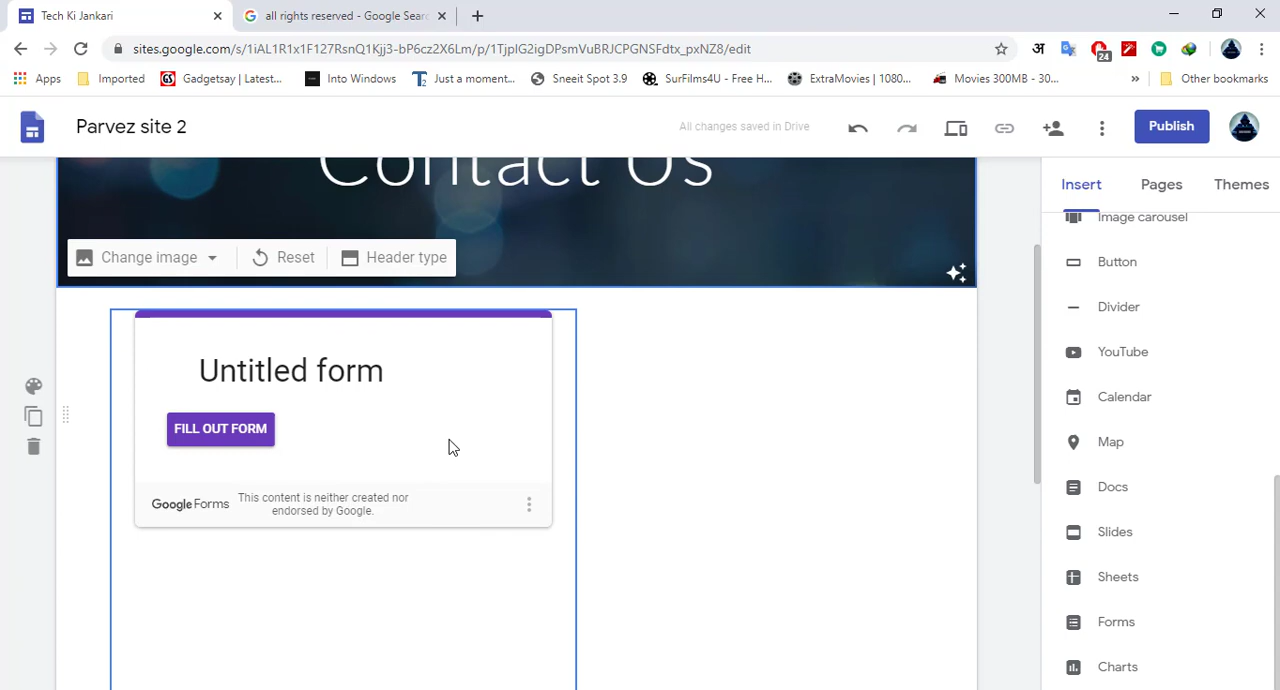 Tech Ki Jankari
all rights reserved - Google Sear
sites.google.com/s/1iAL1R1x1F127RsnQ1Kjj3-bP6cz2X6Lm/p/1TjpIG2igDPsmVuBRJCPGNSFdtx_pxNZ8/edit
अ
24
Apps
Imported
GS
Gadgetsay | Latest...
Into Windows
Just a moment...
Sneeit Spot 3.9
SurFilms4U - Free H...
ExtraMovies | 1080...
Movies 300MB - 30...
»
Other bookmarks
Parvez site 2
All changes saved in Drive
Publish
Contact Us
Change image
Reset
Header type
Untitled form
FILL OUT FORM
Google Forms
This content is neither created nor
endorsed by Google.
Insert
Pages
Themes
Image carousel
Button
Divider
YouTube
Calendar
Map
Docs
Slides
Sheets
Forms
Charts